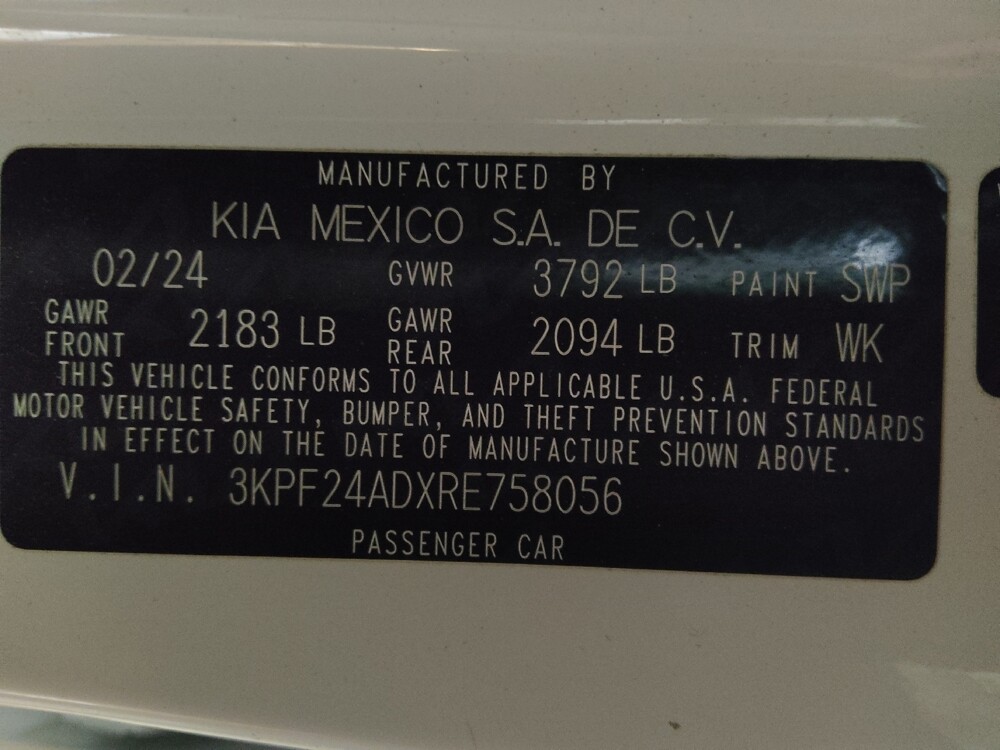 MANUFACTURED BY
KIA MEXICO S.A. DE C.V.
02/24 GVWR 3792 LB PAINT SWP
GAWR FRONT 2183 LB GAWR REAR 2094 LB TRIM WK
THIS VEHICLE CONFORMS TO ALL APPLICABLE U.S.A. FEDERAL
MOTOR VEHICLE SAFETY, BUMPER, AND THEFT PREVENTION STANDARDS
IN EFFECT ON THE DATE OF MANUFACTURE SHOWN ABOVE.
V.I.N. 3KPF24ADXRE758056
PASSENGER CAR